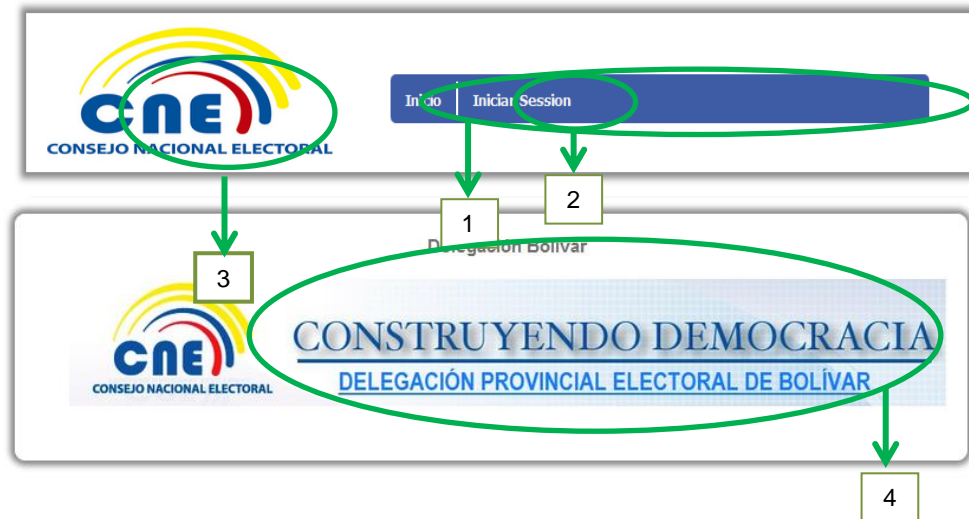 CNE
CONSEJO NACIONAL ELECTORAL
Inicio
Iniciar Session
1
2
3
Delegación Bolívar
CNE
CONSEJO NACIONAL ELECTORAL
CONSTRUYENDO DEMOCRACIA
DELEGACIÓN PROVINCIAL ELECTORAL DE BOLÍVAR
4